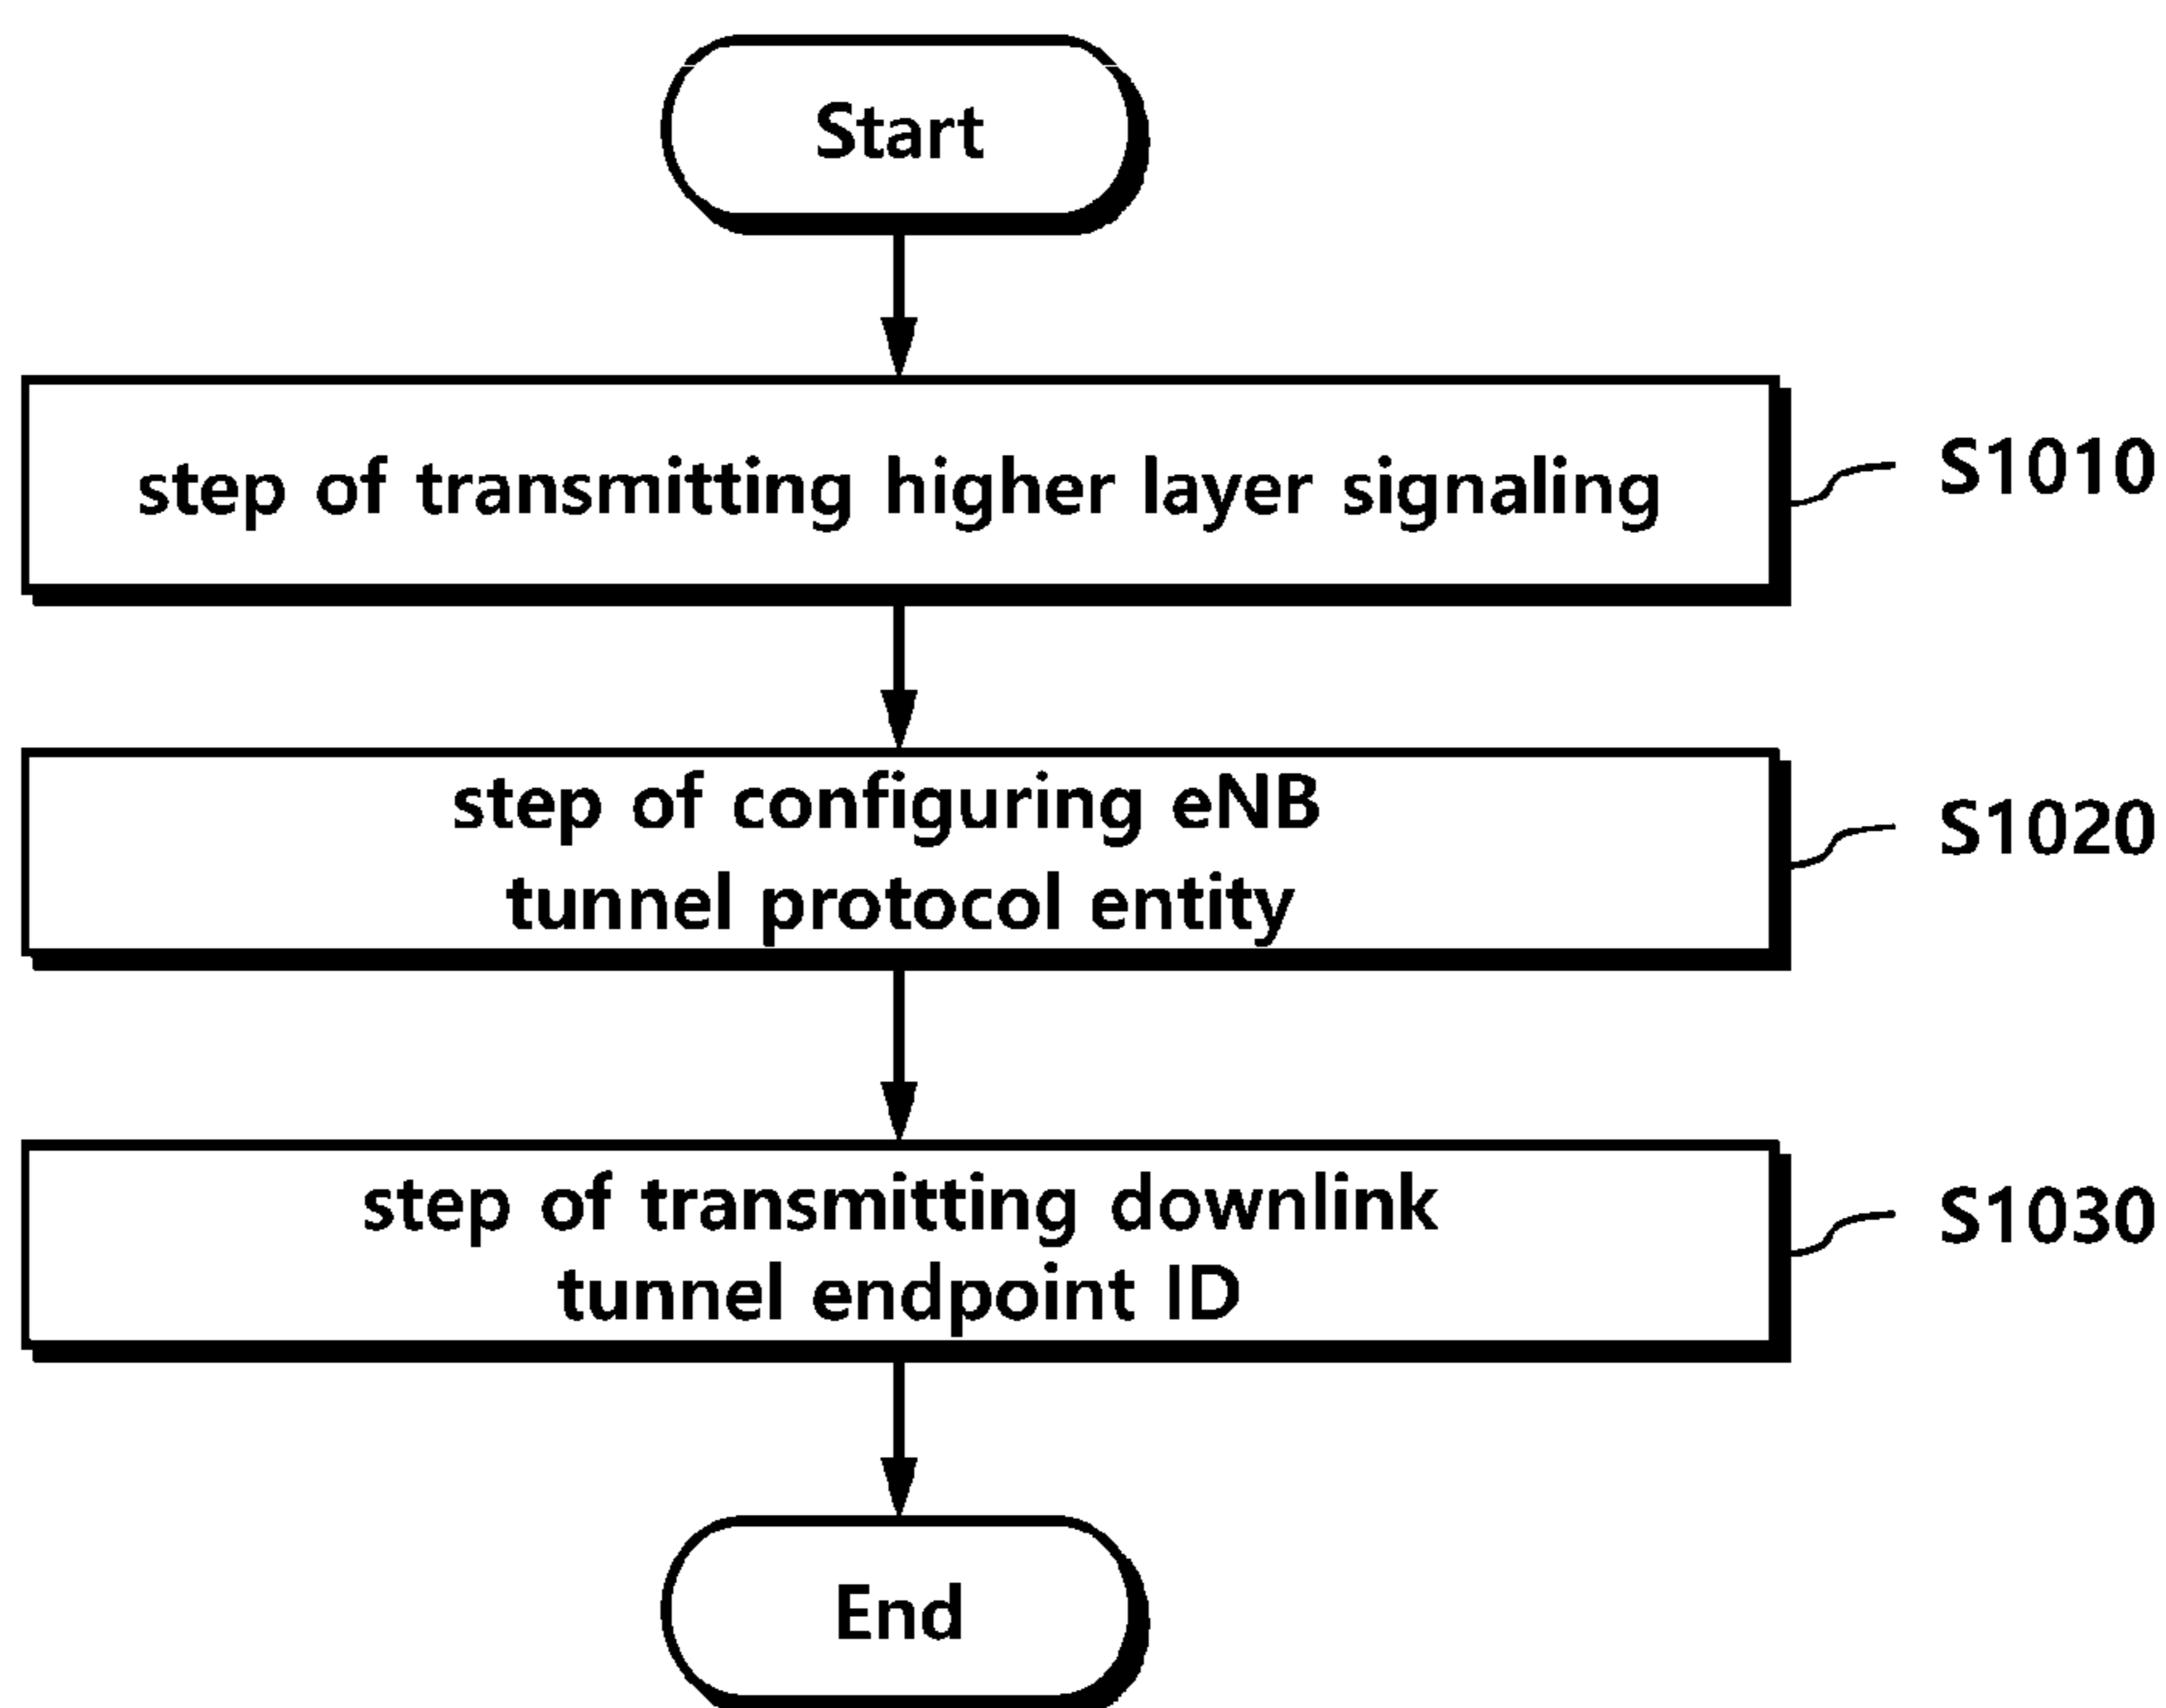 Start
step of transmitting higher layer signaling
S1010
step of configuring eNB
tunnel protocol entity
S1020
step of transmitting downlink
tunnel endpoint ID
S1030
End